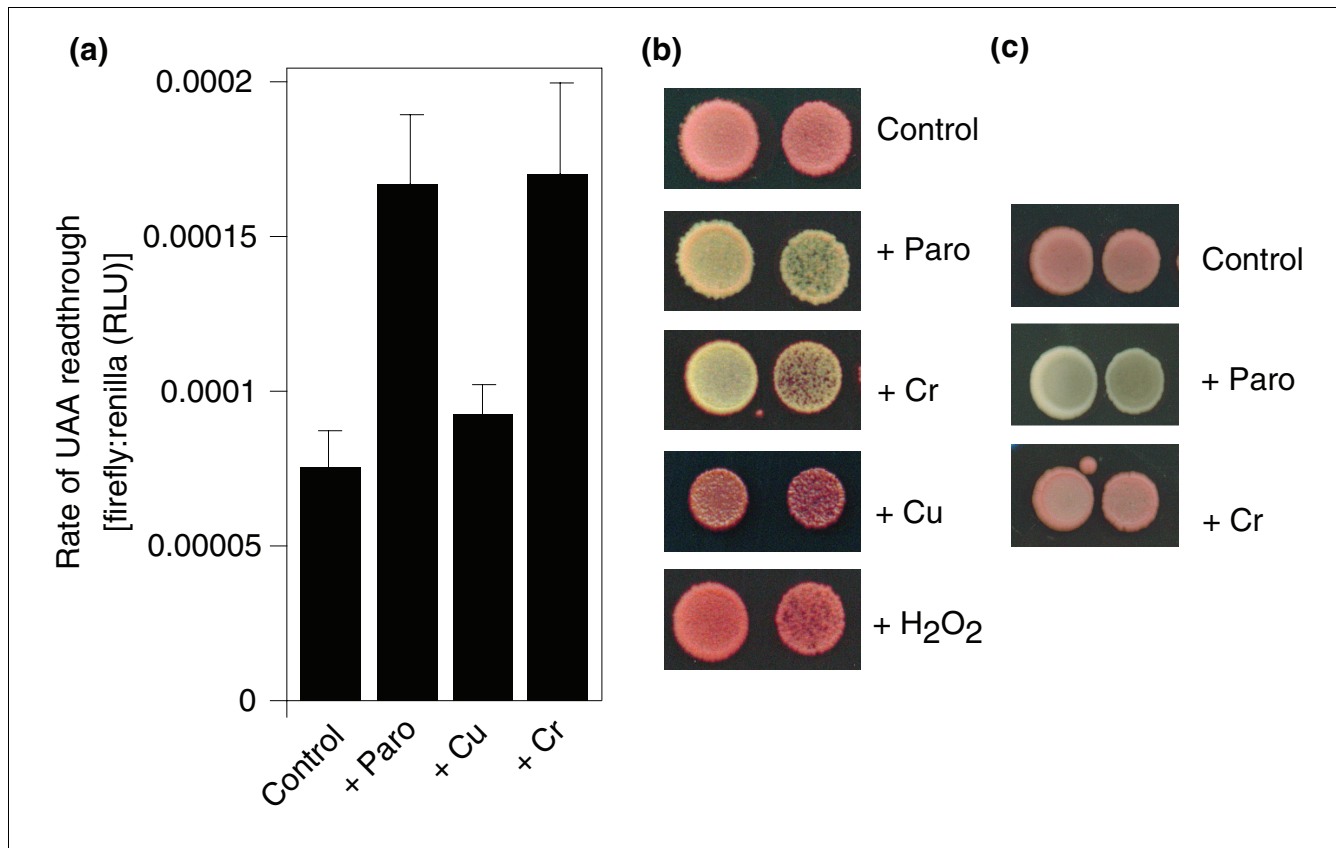 (a)
0.0002
0.00015
0.0001
0.00005
0
Rate of UAA readthrough
[firefly:renilla (RLU)]
Control
+ Paro
+ Cu
+ Cr
(b)
Control
+ Paro
+ Cr
+ Cu
+ H₂O₂
(c)
Control
+ Paro
+ Cr